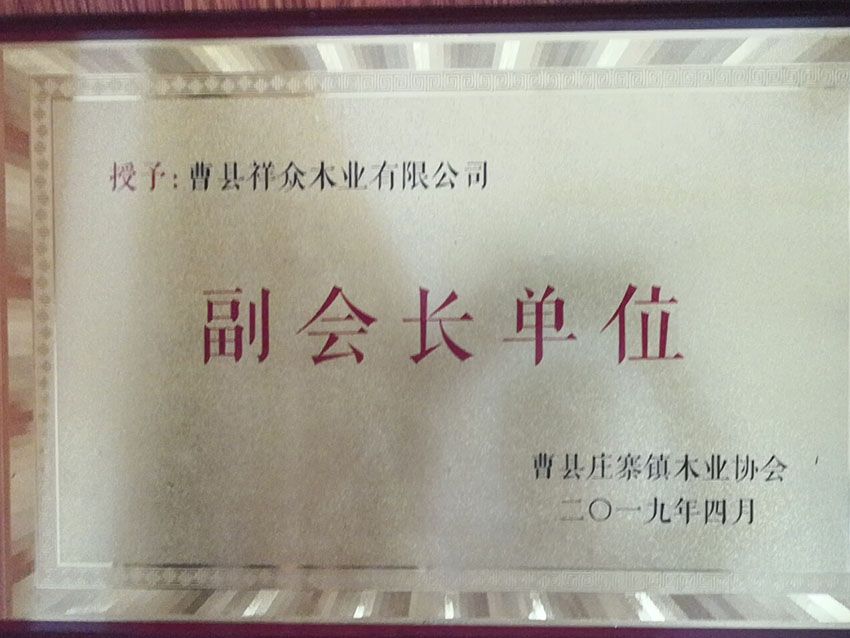 授予:曹县祥众木业有限公司
副会长单位
曹县庄寨镇木业协会
二〇一九年四月